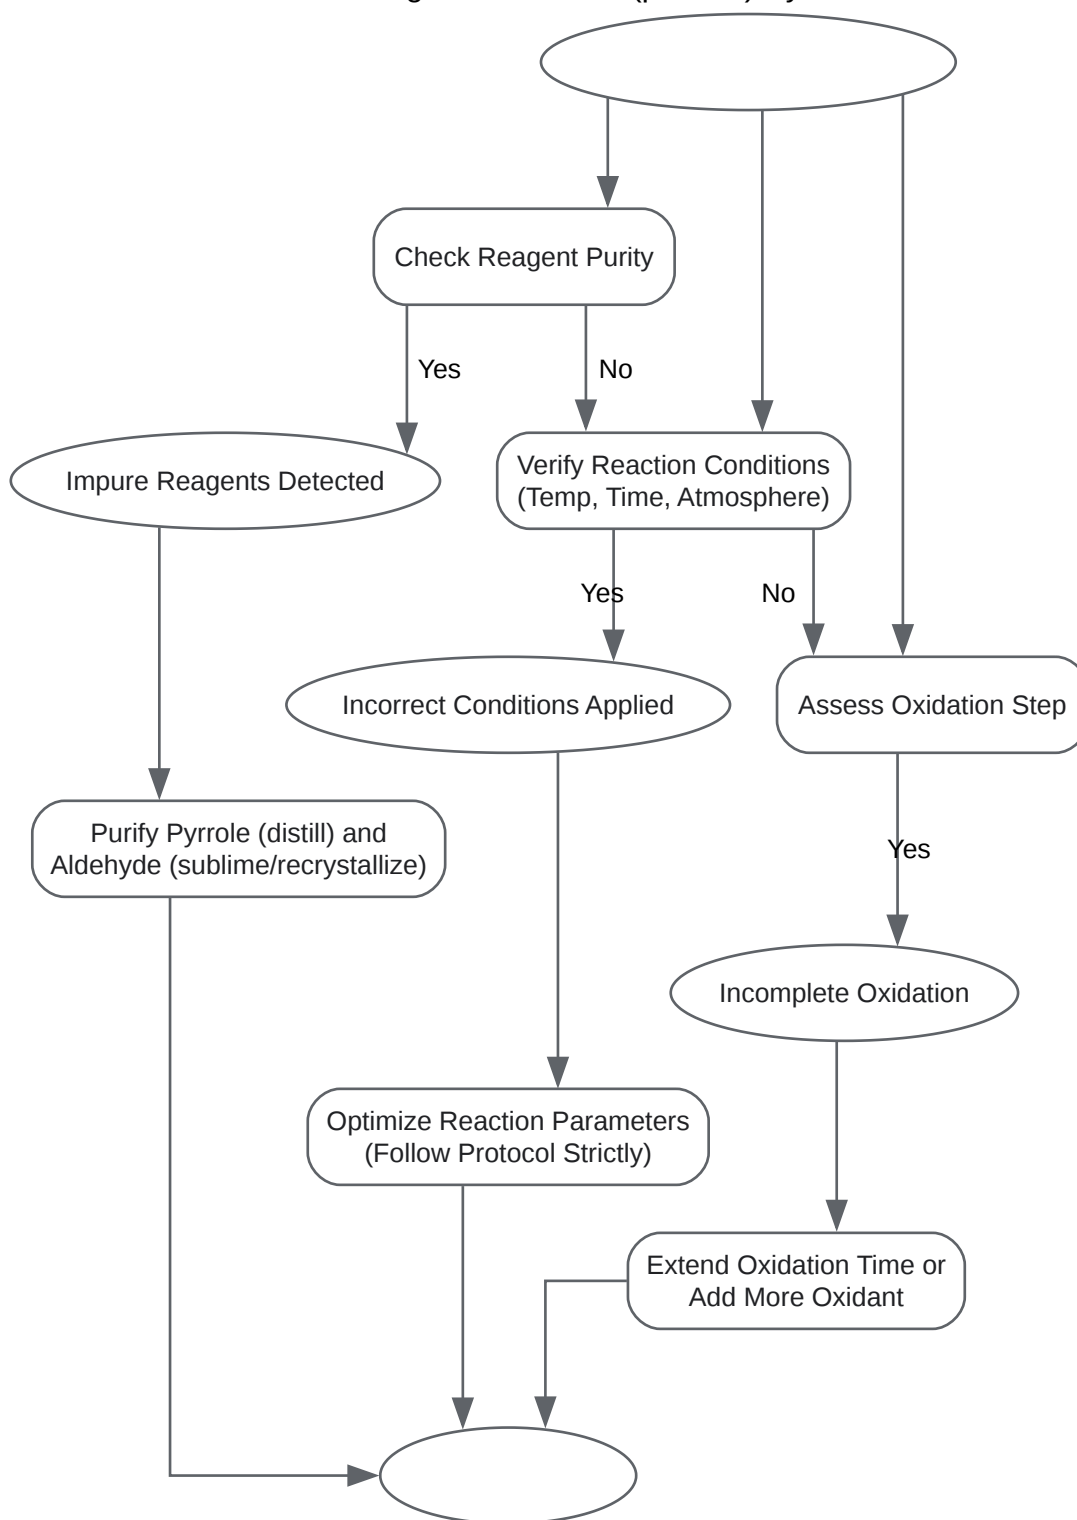 Check Reagent Purity
Yes
No
Impure Reagents Detected
Verify Reaction Conditions
(Temp, Time, Atmosphere)
Yes
No
Incorrect Conditions Applied
Assess Oxidation Step
Purify Pyrrole (distill) and
Aldehyde (sublime/recrystallize)
Yes
Incomplete Oxidation
Optimize Reaction Parameters
(Follow Protocol Strictly)
Extend Oxidation Time or
Add More Oxidant